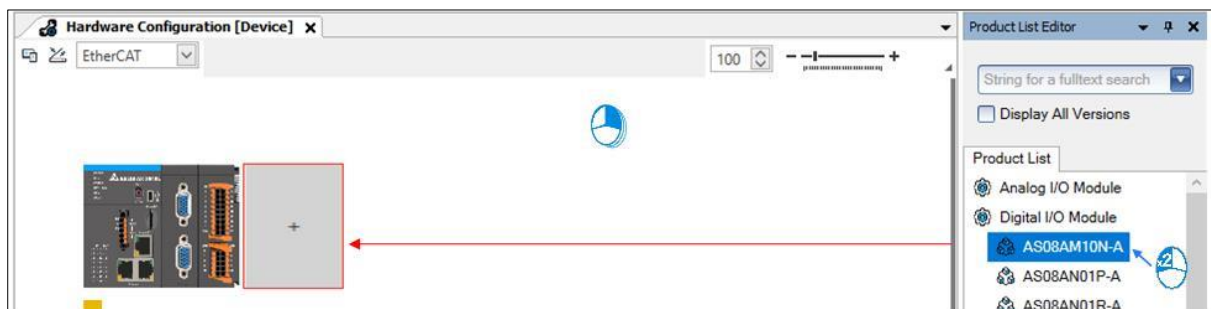 Hardware Configuration [Device]
EtherCAT
100
+
Product List Editor
String for a fulltext search
Display All Versions
Product List
Analog I/O Module
Digital I/O Module
AS08AM10N-A
x2
AS08AN01P-A
AS08AN01R-A